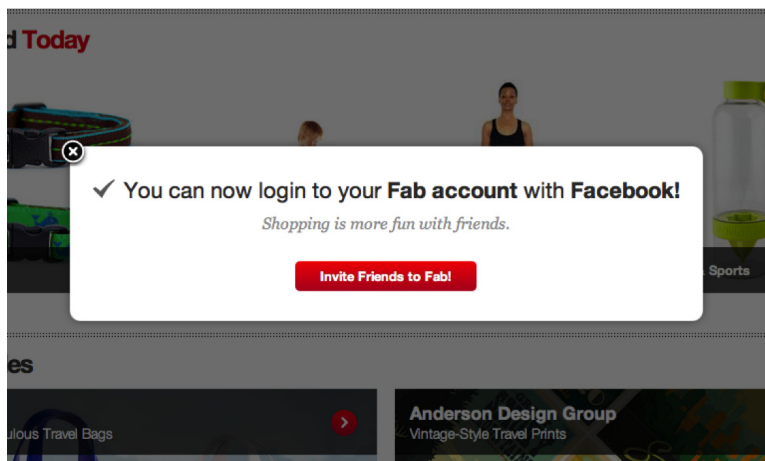 d Today
You can now login to your Fab account with Facebook!
Shopping is more fun with friends.
Invite Friends to Fab!
Sports
es
ulous Travel Bags
Anderson Design Group
Vintage-Style Travel Prints